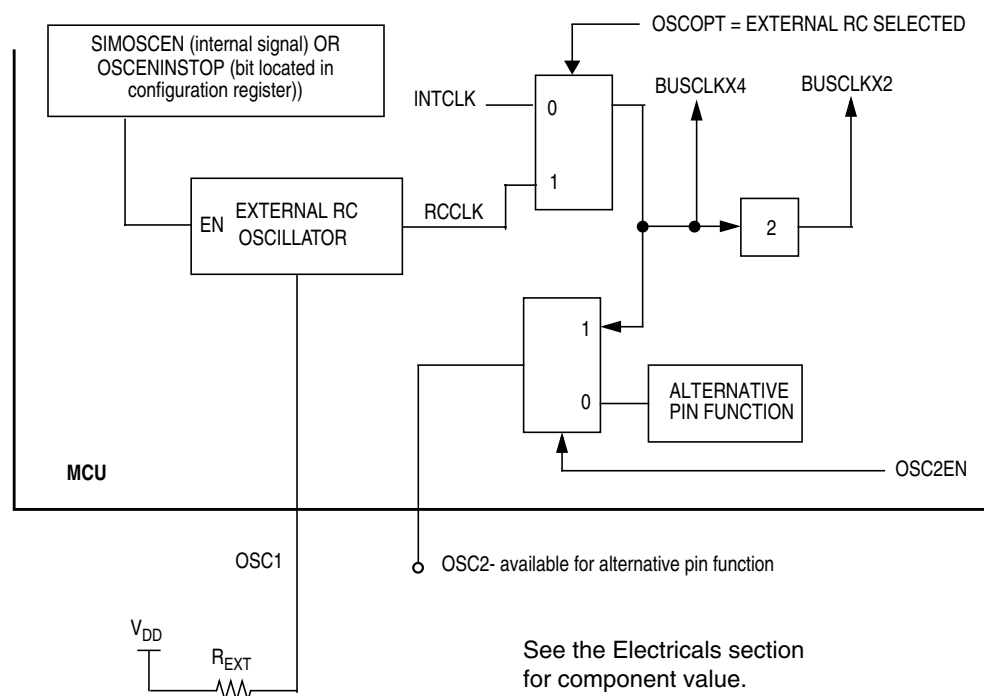 SIMOSCEN (internal signal) OR
OSCENINSTOP (bit located in
configuration register))
OSCOPT = EXTERNAL RC SELECTED
INTCLK
0
1
BUSCLKX4
BUSCLKX2
EN
EXTERNAL RC
OSCILLATOR
RCCLK
2
1
0
ALTERNATIVE
PIN FUNCTION
MCU
OSC2EN
OSC1
OSC2- available for alternative pin function
VDD
REXT
See the Electricals section
for component value.